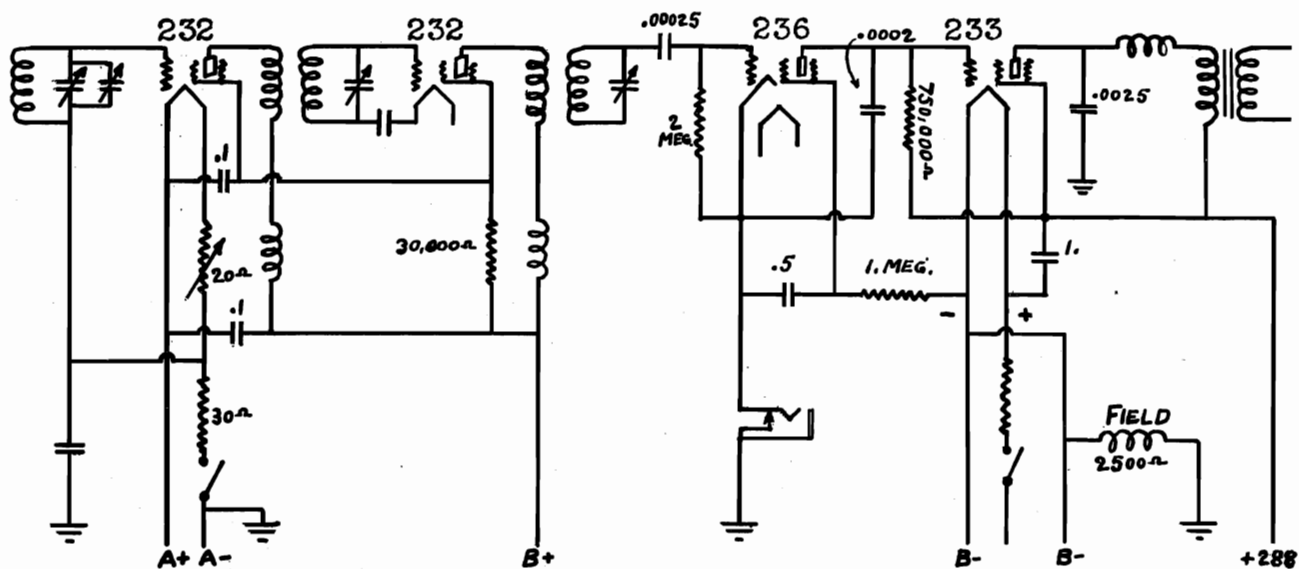 232
232
.00025
236
.0002
233
.0025
2
MEG.
750,000~
.1
20Ω
30,000Ω
.5
1. MEG.
1.
-
+
.1
30Ω
FIELD
2500Ω
A+
A-
B+
B-
B-
+288